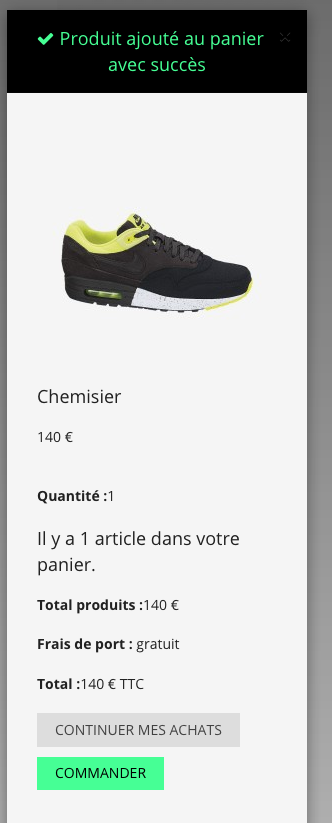 ✔ Produit ajouté au panier
avec succès
×
Chemisier
140 €
Quantité :1
Il y a 1 article dans votre
panier.
Total produits :140 €
Frais de port : gratuit
Total :140 € TTC
CONTINUER MES ACHATS
COMMANDER